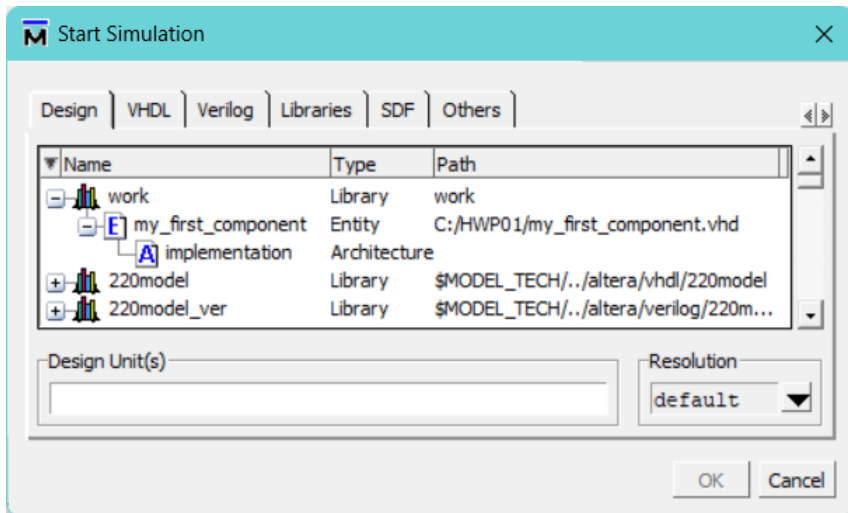 Start Simulation
Design VHDL Verilog Libraries SDF Others
Name Type Path
work Library work
E my_first_component Entity C:/HWP01/my_first_component.vhd
A implementation Architecture
220model Library $MODEL_TECH/../altera/vhdl/220model
220model_ver Library $MODEL_TECH/../altera/verilog/220m...
Design Unit(s) Resolution
default
OK Cancel